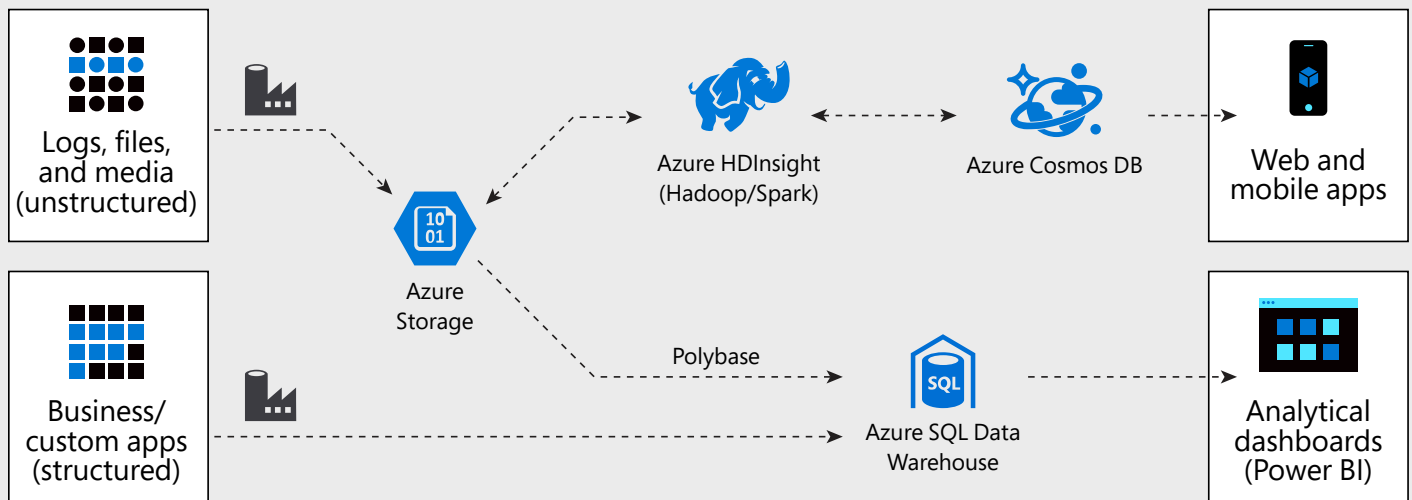 Logs, files,
and media
(unstructured)
10
01
Azure
Storage
Azure HDInsight
(Hadoop/Spark)
Azure Cosmos DB
Web and
mobile apps
Business/
custom apps
(structured)
Polybase
SQL
Azure SQL Data
Warehouse
Analytical
dashboards
(Power BI)